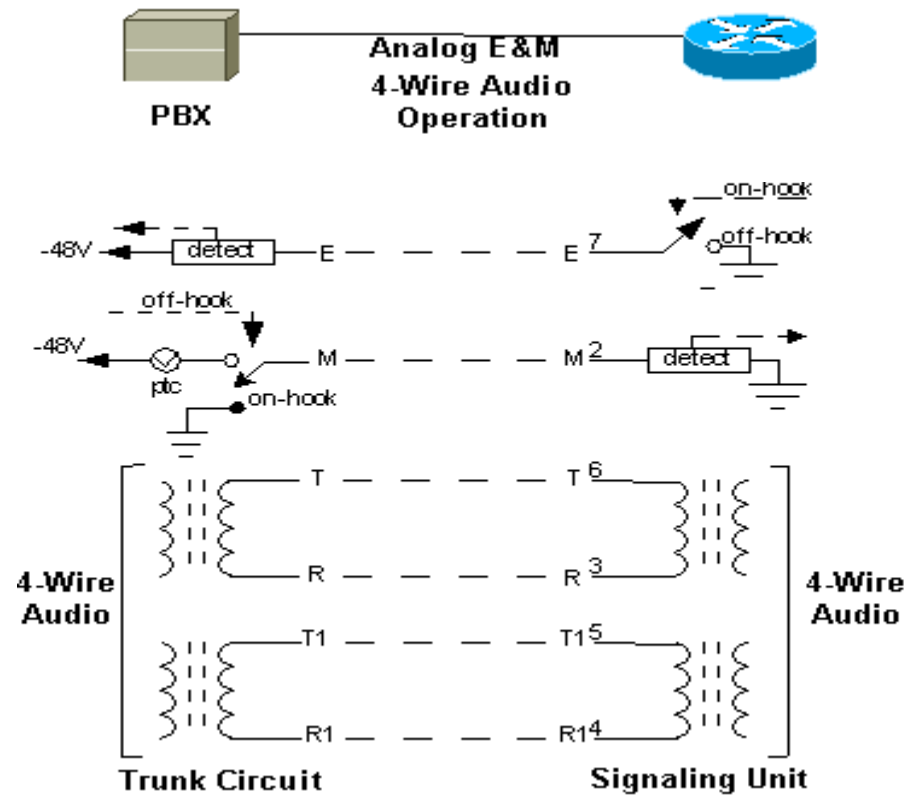 Analog E&M
4-Wire Audio
Operation
PBX
on-hook
-48V detect E E 7 off-hook
off-hook
-48V M M 2 detect
ptc
on-hook
T T 6
4-Wire
Audio
R R 3
4-Wire
Audio
T1 T1 5
R1 R1 4
Trunk Circuit
Signaling Unit